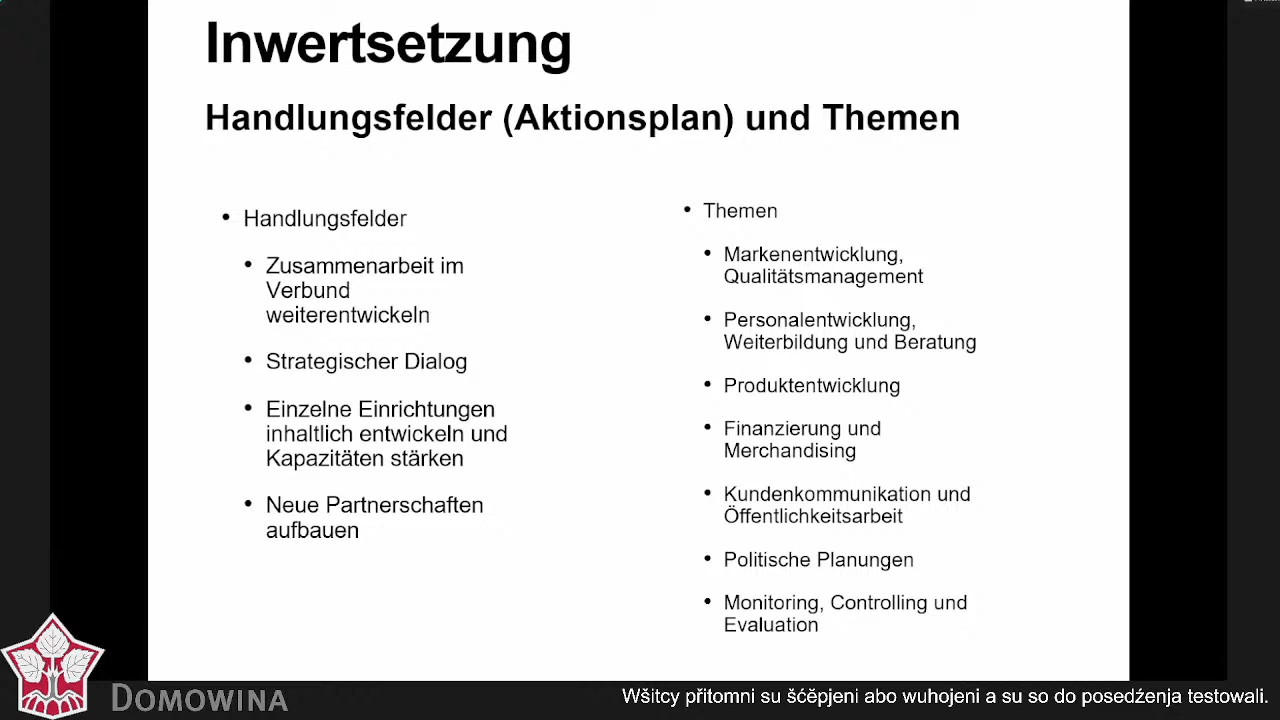 Inwertsetzung
Handlungsfelder (Aktionsplan) und Themen
• Handlungsfelder
• Zusammenarbeit im
Verbund
weiterentwickeln
• Strategischer Dialog
• Einzelne Einrichtungen
inhaltlich entwickeln und
Kapazitäten stärken
• Neue Partnerschaften
aufbauen
• Themen
• Markenentwicklung,
Qualitätsmanagement
• Personalentwicklung,
Weiterbildung und Beratung
• Produktentwicklung
• Finanzierung und
Merchandising
• Kundenkommunikation und
Öffentlichkeitsarbeit
• Politische Planungen
• Monitoring, Controlling und
Evaluation
DOMOWINA
Wšitcy přitomni su šćěpjeni abo wuhojeni a su so do posedźenja testowali.